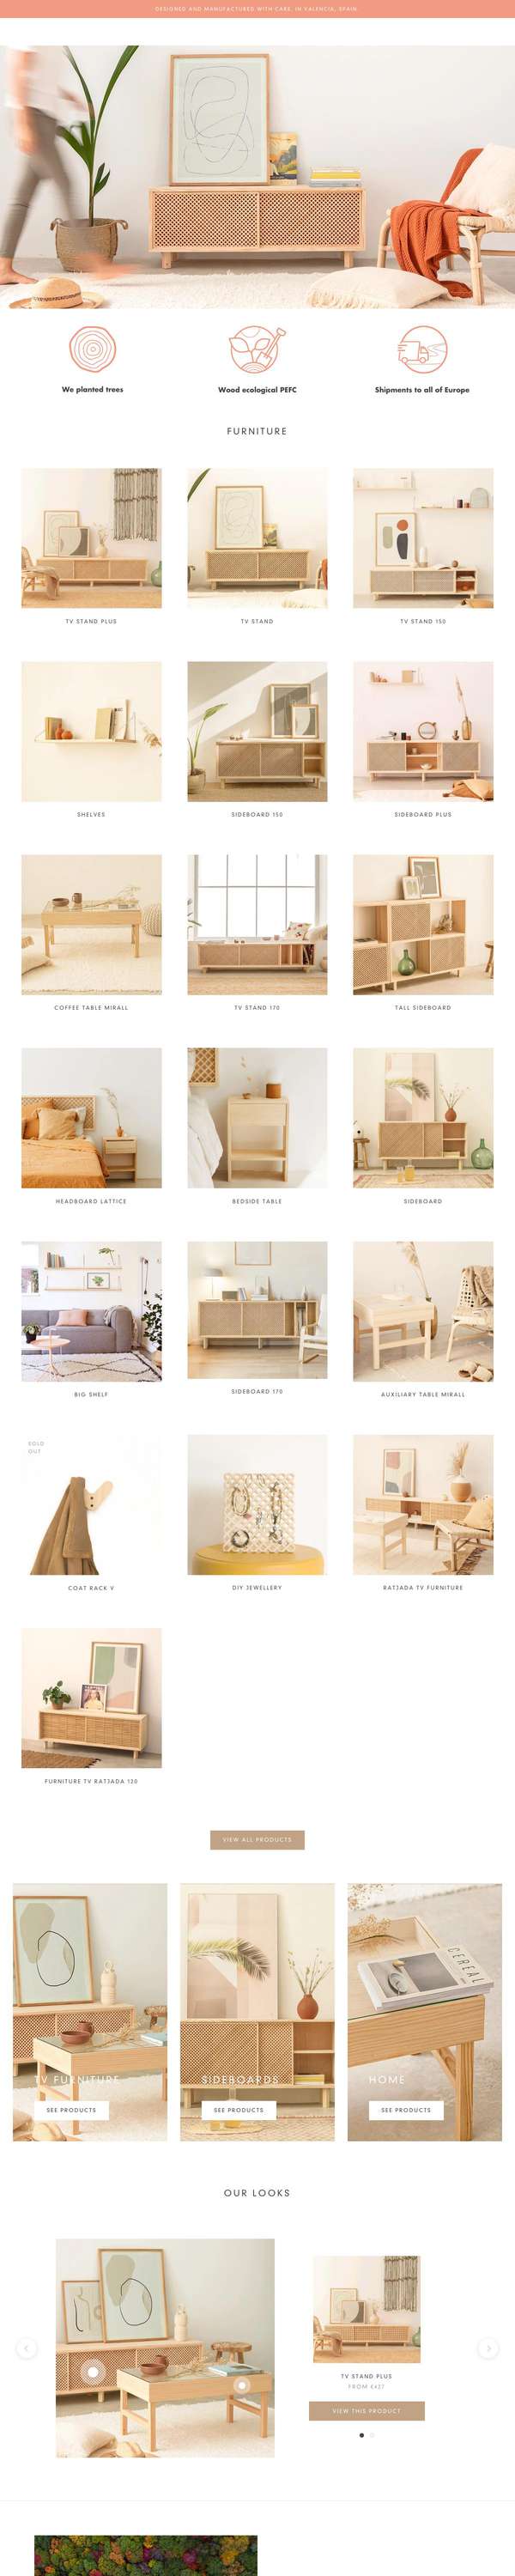 DESIGNED AND MANUFACTURED WITH CARE, IN VALENCIA, SPAIN
We planted trees
Wood ecological PEFC
Shipments to all of Europe
FURNITURE
TV STAND PLUS
TV STAND
TV STAND 150
SHELVES
SIDEBOARD 150
SIDEBOARD PLUS
COFFEE TABLE MIRALL
TV STAND 170
TALL SIDEBOARD
HEADBOARD LATTICE
BEDSIDE TABLE
SIDEBOARD
BIG SHELF
SIDEBOARD 170
AUXILIARY TABLE MIRALL
SOLD
OUT
COAT RACK V
DIY JEWELLERY
RATJADA TV FURNITURE
FURNITURE TV RATJADA 120
VIEW ALL PRODUCTS
CEREAL
TV FURNITURE
SIDEBOARDS
HOME
SEE PRODUCTS
SEE PRODUCTS
SEE PRODUCTS
OUR LOOKS
TV STAND PLUS
FROM €427
VIEW THIS PRODUCT